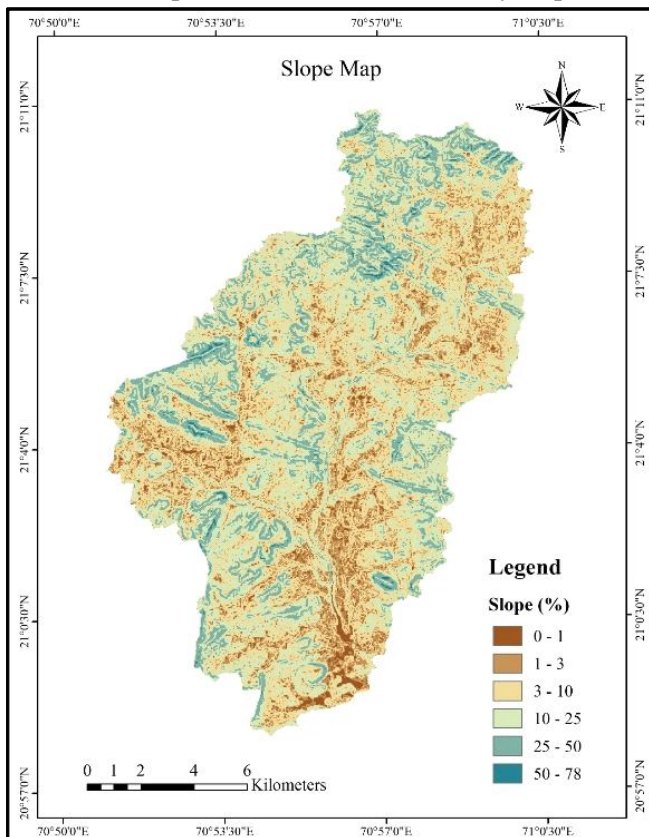 70°50'0"E 70°53'30"E 70°57'0"E 71°0'30"E
Slope Map
N
W E
S
21°11'0"N 21°11'0"N
21°7'30"N 21°7'30"N
21°4'0"N 21°4'0"N
21°0'30"N 21°0'30"N
20°57'0"N 20°57'0"N
Legend
Slope (%)
0 - 1
1 - 3
3 - 10
10 - 25
25 - 50
50 - 78
0 0.5 1 2 4 6
Kilometers
70°50'0"E 70°53'30"E 70°57'0"E 71°0'30"E